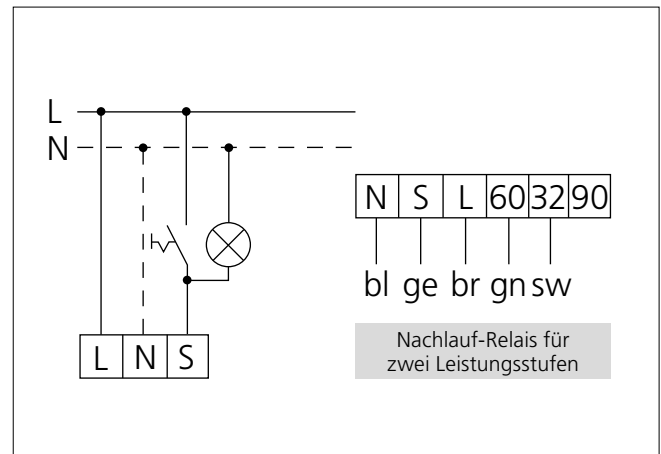 L
N
N S L 60 32 90
bl ge br gn sw
L N S
Nachlauf-Relais für
zwei Leistungsstufen